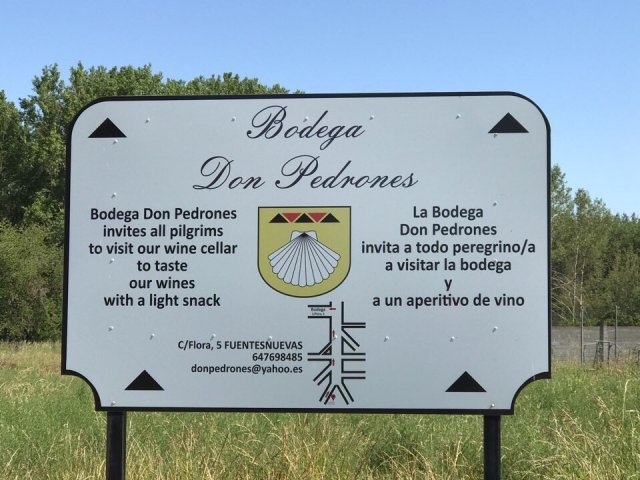 Bodega
Don Pedrones
Bodega Don Pedrones
invites all pilgrims
to visit our wine cellar
to taste
our wines
with a light snack
La Bodega
Don Pedrones
invita a todo peregrino/a
a visitar la bodega
y
a un aperitivo de vino
Bodega
C/Flora, 5 FUENTESNUEVAS
647698485
donpedrones@yahoo.es